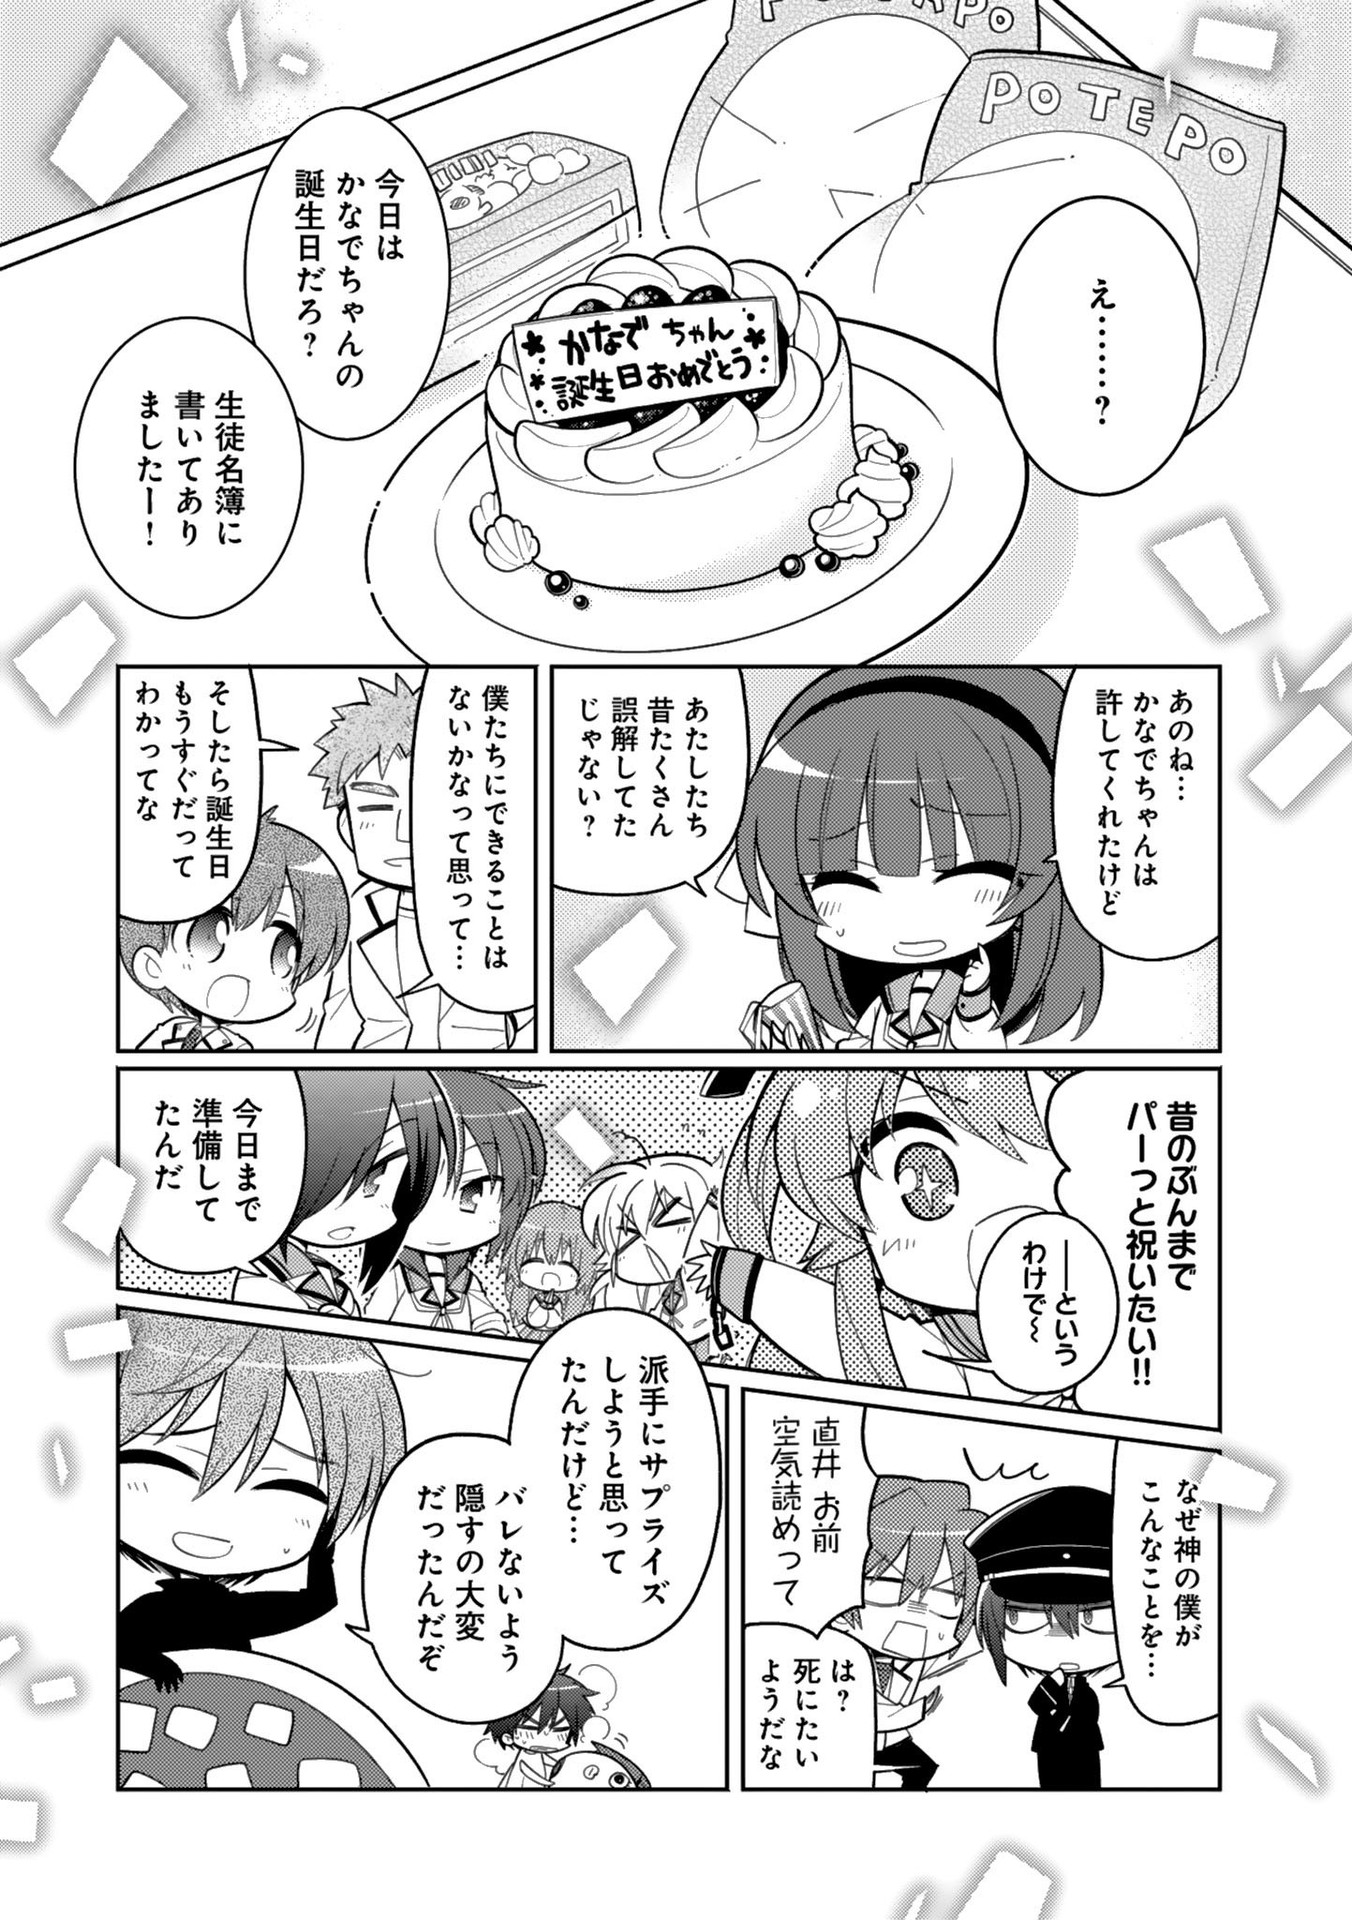 POTEPO
POTEPO
え………？
今日は
かなでちゃんの
誕生日だろ？
かなでちゃん
誕生日おめでとう
生徒名簿に
書いてあり
ましたー！
あのね…
かなでちゃんは
許してくれたけど
あたしたち
昔たくさん
誤解してた
じゃない？
僕たちにできることは
ないかなって思って…
そしたら誕生日
もうすぐだって
わかってな
昔のぶんまで
パーっと祝いたい!!
――という
わけで～
今日まで
準備して
たんだ
なぜ神の僕が
こんなことを…
直井 お前
空気読めって
は？
死にたい
ようだな
派手にサプライズ
しようと思って
たんだけど…
バレないよう
隠すの大変
だったんだぞ